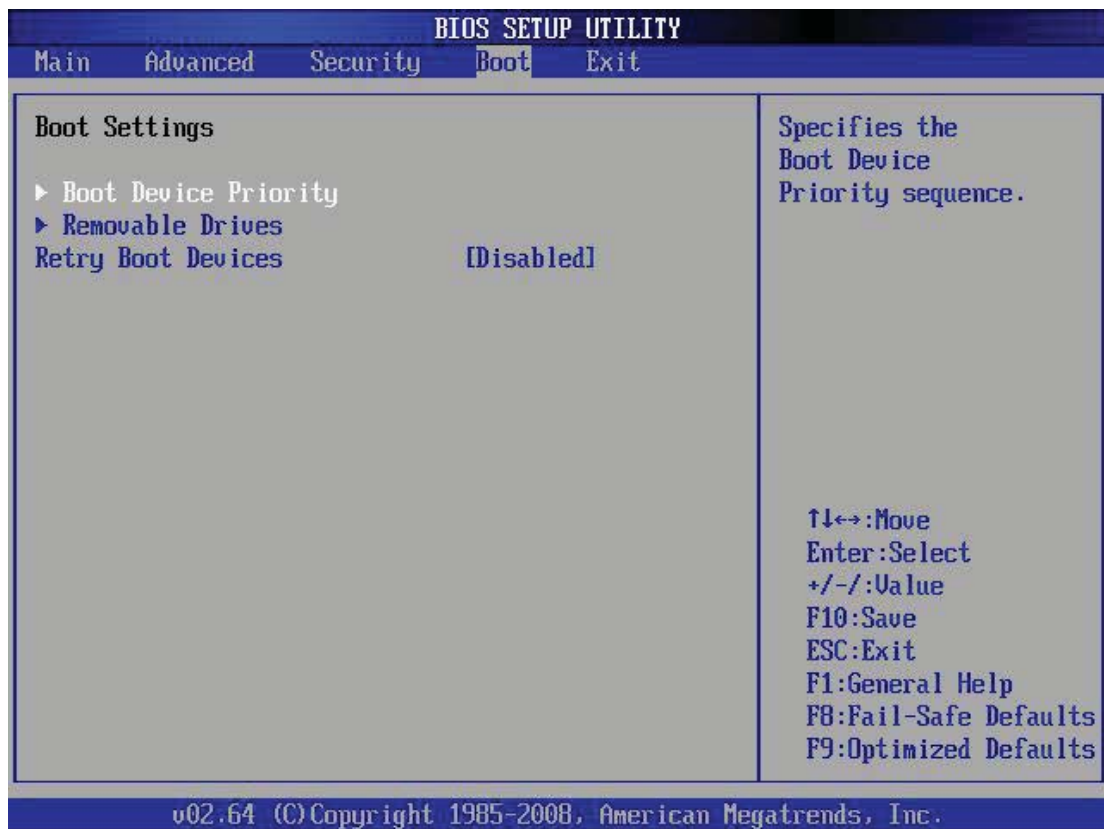 BIOS SETUP UTILITY
Main Advanced Security Boot Exit
Boot Settings
▶ Boot Device Priority
▶ Removable Drives
Retry Boot Devices [Disabled]
Specifies the
Boot Device
Priority sequence.
↑↓←→:Move
Enter:Select
+/-/:Value
F10:Save
ESC:Exit
F1:General Help
F8:Fail-Safe Defaults
F9:Optimized Defaults
v02.64 (C)Copyright 1985-2008, American Megatrends, Inc.